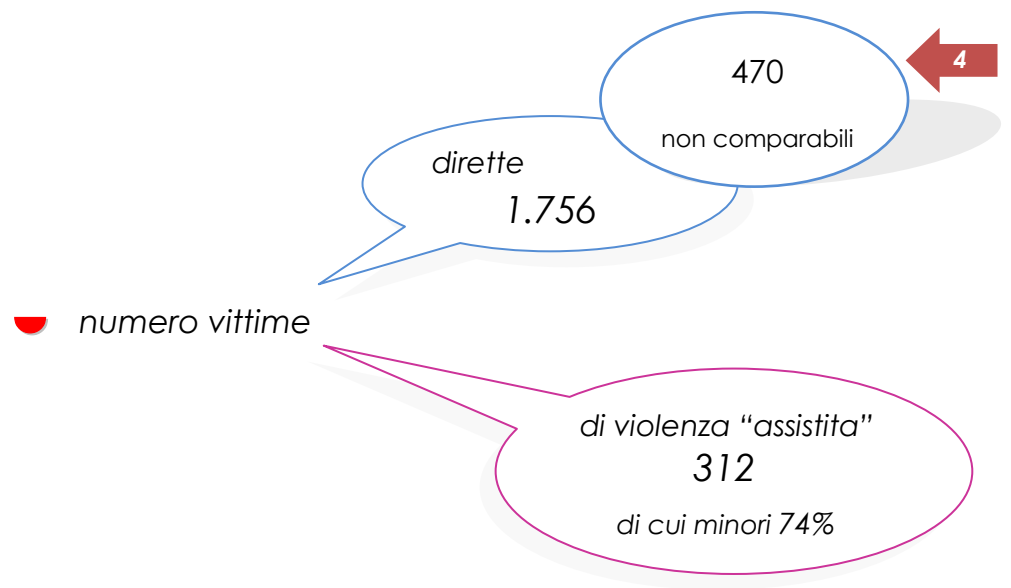 470
4
non comparabili
dirette
1.756
numero vittime
di violenza “assistita”
312
di cui minori 74%